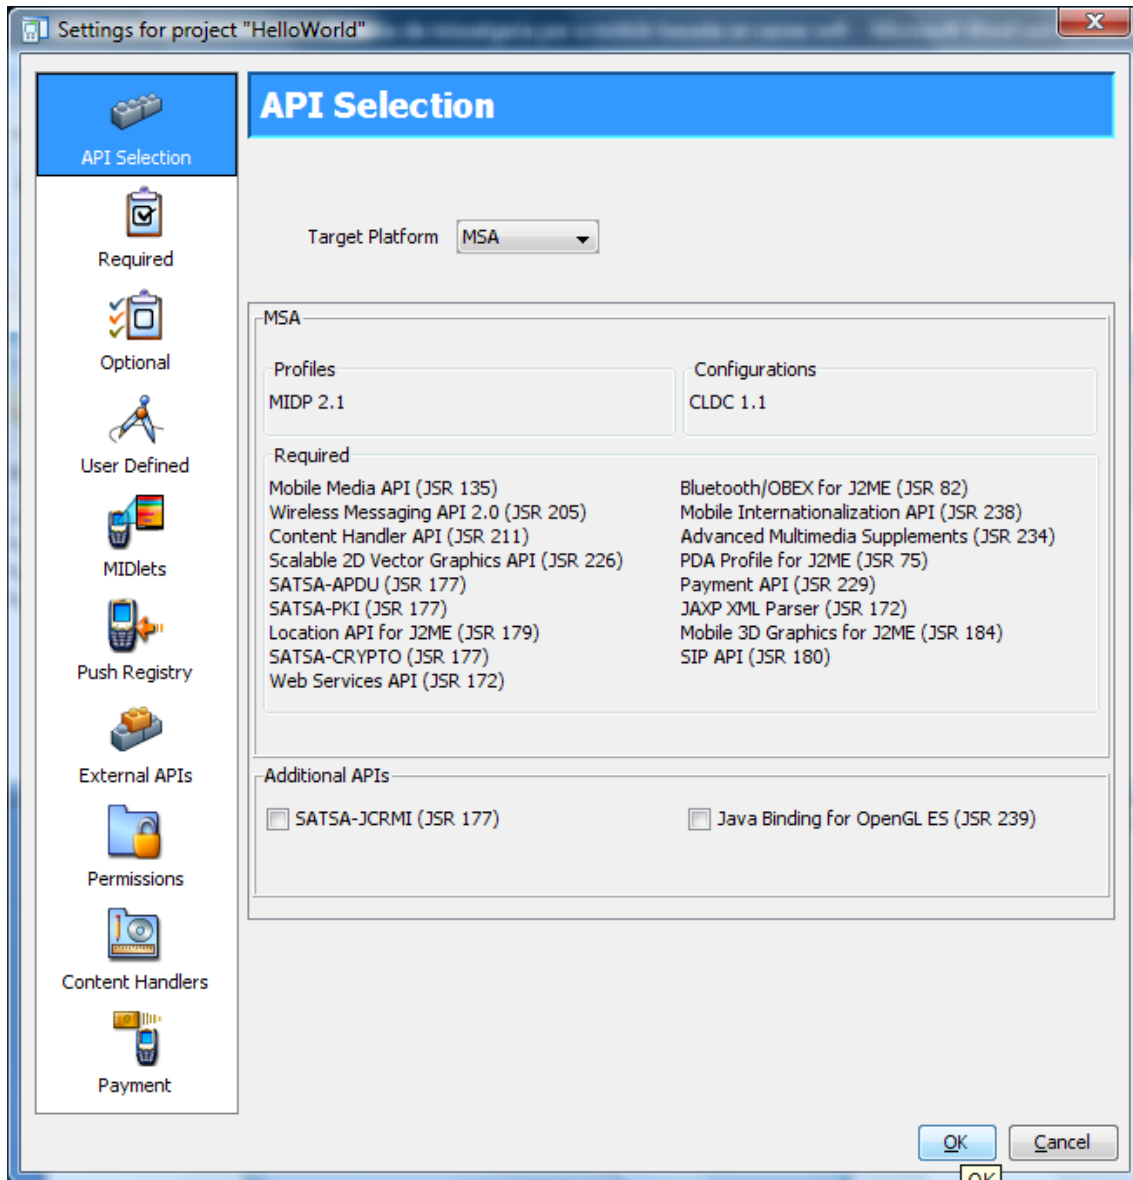 Settings for project "HelloWorld"
API Selection
Required
Optional
User Defined
MIDlets
Push Registry
External APIs
Permissions
Content Handlers
Payment
API Selection
Target Platform MSA
MSA
Profiles
MIDP 2.1
Configurations
CLDC 1.1
Required
Mobile Media API (JSR 135)
Wireless Messaging API 2.0 (JSR 205)
Content Handler API (JSR 211)
Scalable 2D Vector Graphics API (JSR 226)
SATSA-APDU (JSR 177)
SATSA-PKI (JSR 177)
Location API for J2ME (JSR 179)
SATSA-CRYPTO (JSR 177)
Web Services API (JSR 172)
Bluetooth/OBEX for J2ME (JSR 82)
Mobile Internationalization API (JSR 238)
Advanced Multimedia Supplements (JSR 234)
PDA Profile for J2ME (JSR 75)
Payment API (JSR 229)
JAXP XML Parser (JSR 172)
Mobile 3D Graphics for J2ME (JSR 184)
SIP API (JSR 180)
Additional APIs
SATSA-JCRMI (JSR 177)
Java Binding for OpenGL ES (JSR 239)
OK
Cancel
OK